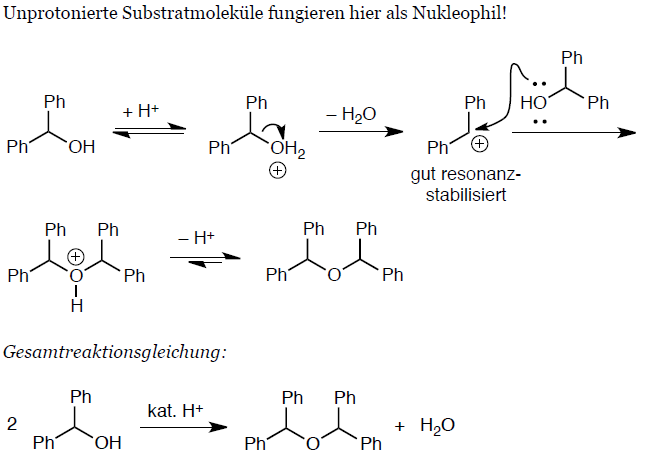 Unprotonierte Substratmoleküle fungieren hier als Nukleophil!
Ph Ph OH
+ H⁺
Ph Ph OH₂ ⊕
– H₂O
Ph Ph ⊕
gut resonanz-
stabilisiert
Ph HO Ph
Ph Ph Ph Ph O ⊕ H
– H⁺
Ph Ph Ph Ph O
Gesamtreaktionsgleichung:
2 Ph Ph OH
kat. H⁺
Ph Ph Ph O Ph + H₂O